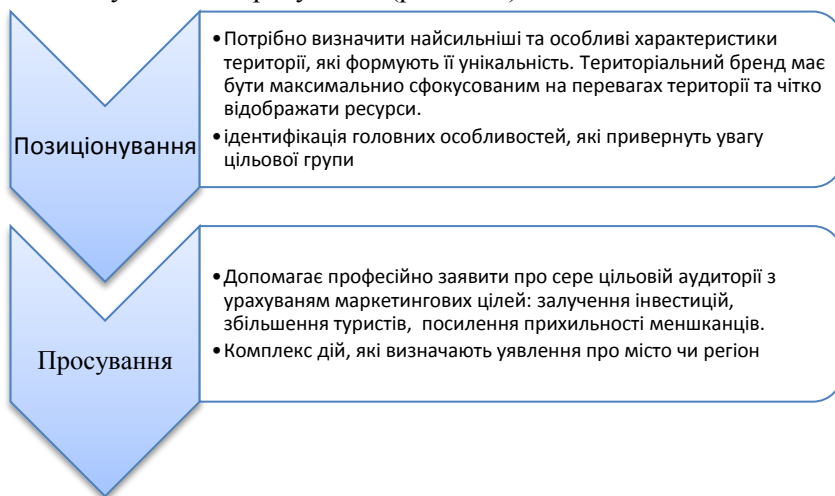 Позиціонування
•Потрібно визначити найсильніші та особливі характеристики
території, які формують її унікальність. Територіальний бренд має
бути максимальнио сфокусованим на перевагах території та чітко
відображати ресурси.
•ідентифікація головних особливостей, які привернуть увагу
цільової групи
Просування
•Допомагає професійно заявити про сере цільовій аудиторії з
урахуваням маркетингових цілей: залучення інвестицій,
збільшення туристів, посилення прихильності меншканців.
•Комплекс дій, які визначають уявлення про місто чи регіон